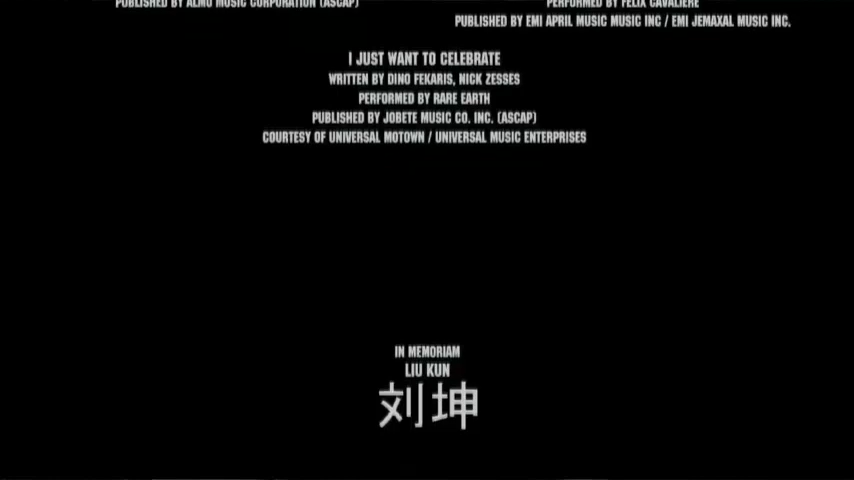 PUBLISHED BY ALMO MUSIC CORPORATION (ASCAP)
PERFORMED BY FELIX CAVALIERE
PUBLISHED BY EMI APRIL MUSIC MUSIC INC / EMI JEMAXAL MUSIC INC.
I JUST WANT TO CELEBRATE
WRITTEN BY DINO FEKARIS, NICK ZESSES
PERFORMED BY RARE EARTH
PUBLISHED BY JOBETE MUSIC CO. INC. (ASCAP)
COURTESY OF UNIVERSAL MOTOWN / UNIVERSAL MUSIC ENTERPRISES
IN MEMORIAM
LIU KUN
刘坤